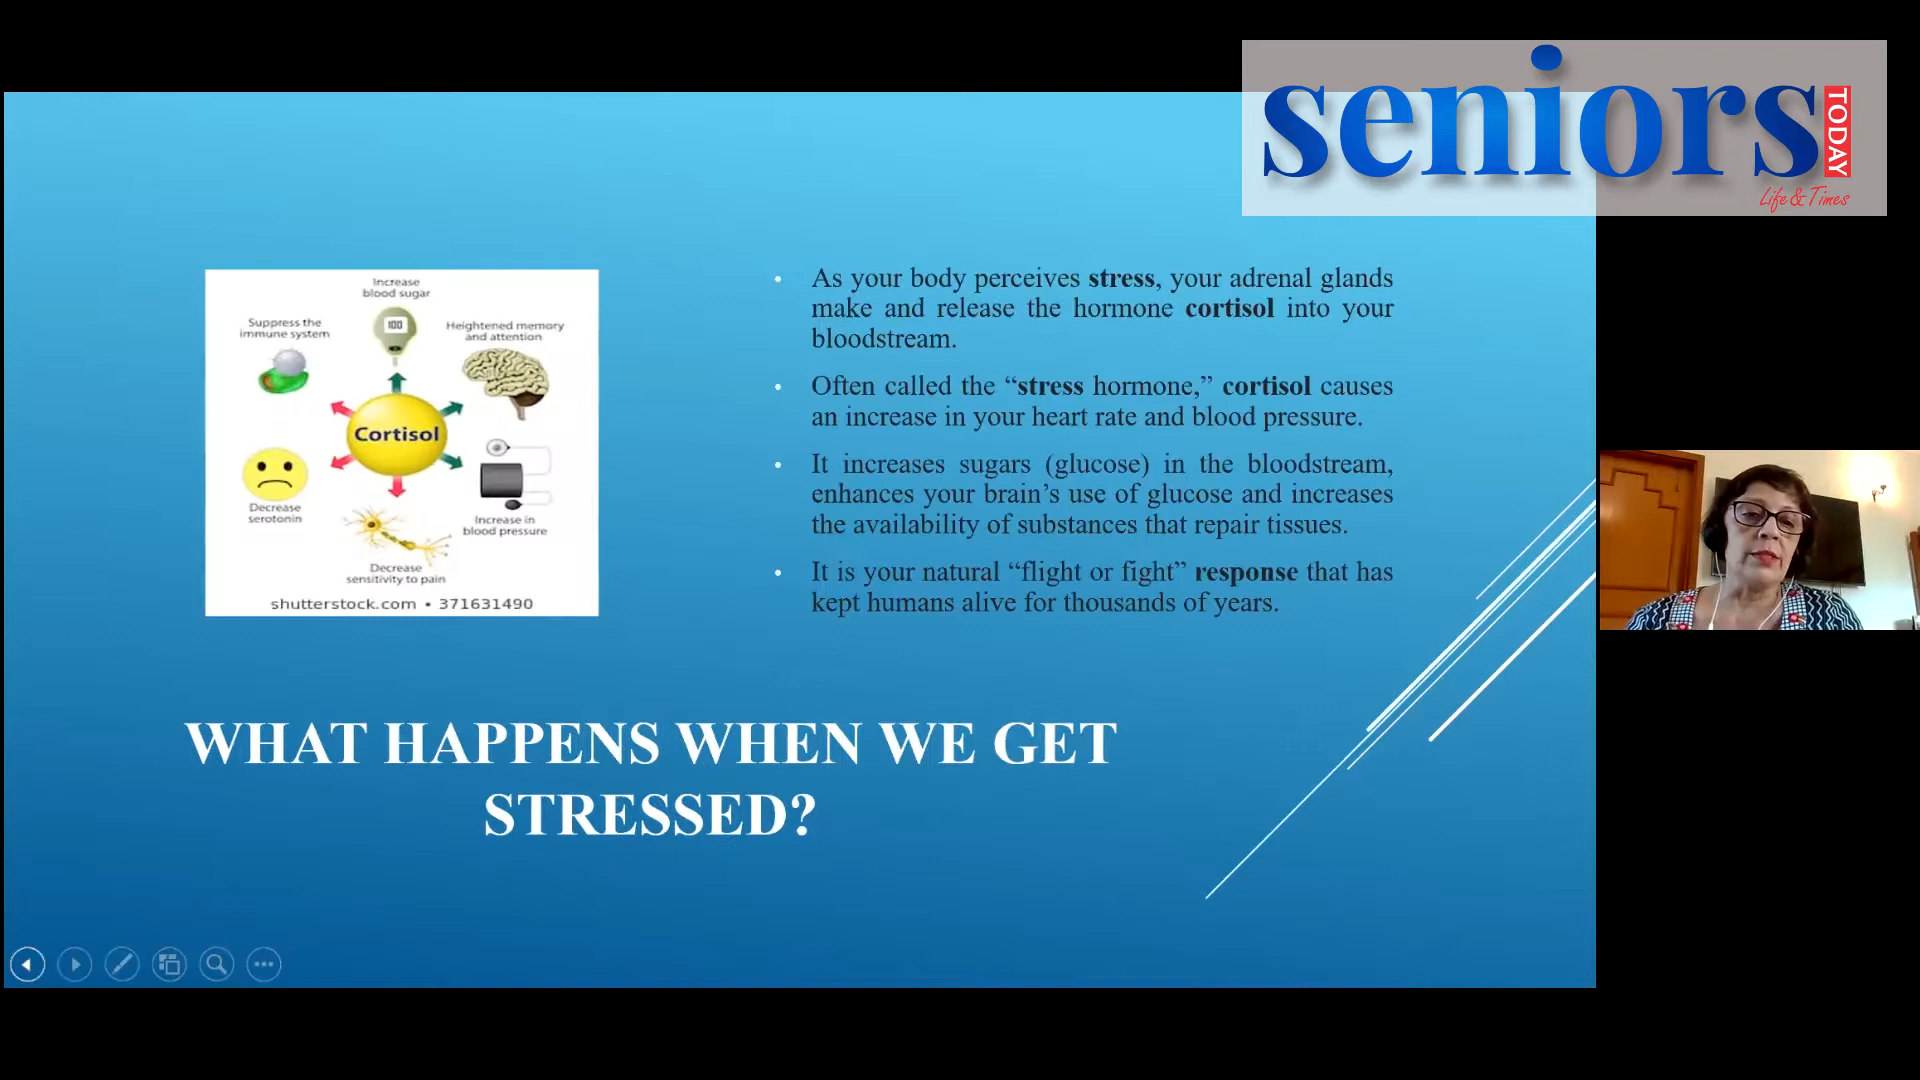 seniors
TODAY
Life & Times
Increase
blood sugar
100
Suppress the
immune system
Heightened memory
and attention
Cortisol
Decrease
serotonin
Increase in
blood pressure
Decrease
sensitivity to pain
shutterstock.com • 371631490
• As your body perceives stress, your adrenal glands
make and release the hormone cortisol into your
bloodstream.
• Often called the “stress hormone,” cortisol causes
an increase in your heart rate and blood pressure.
• It increases sugars (glucose) in the bloodstream,
enhances your brain’s use of glucose and increases
the availability of substances that repair tissues.
• It is your natural “flight or fight” response that has
kept humans alive for thousands of years.
WHAT HAPPENS WHEN WE GET
STRESSED?